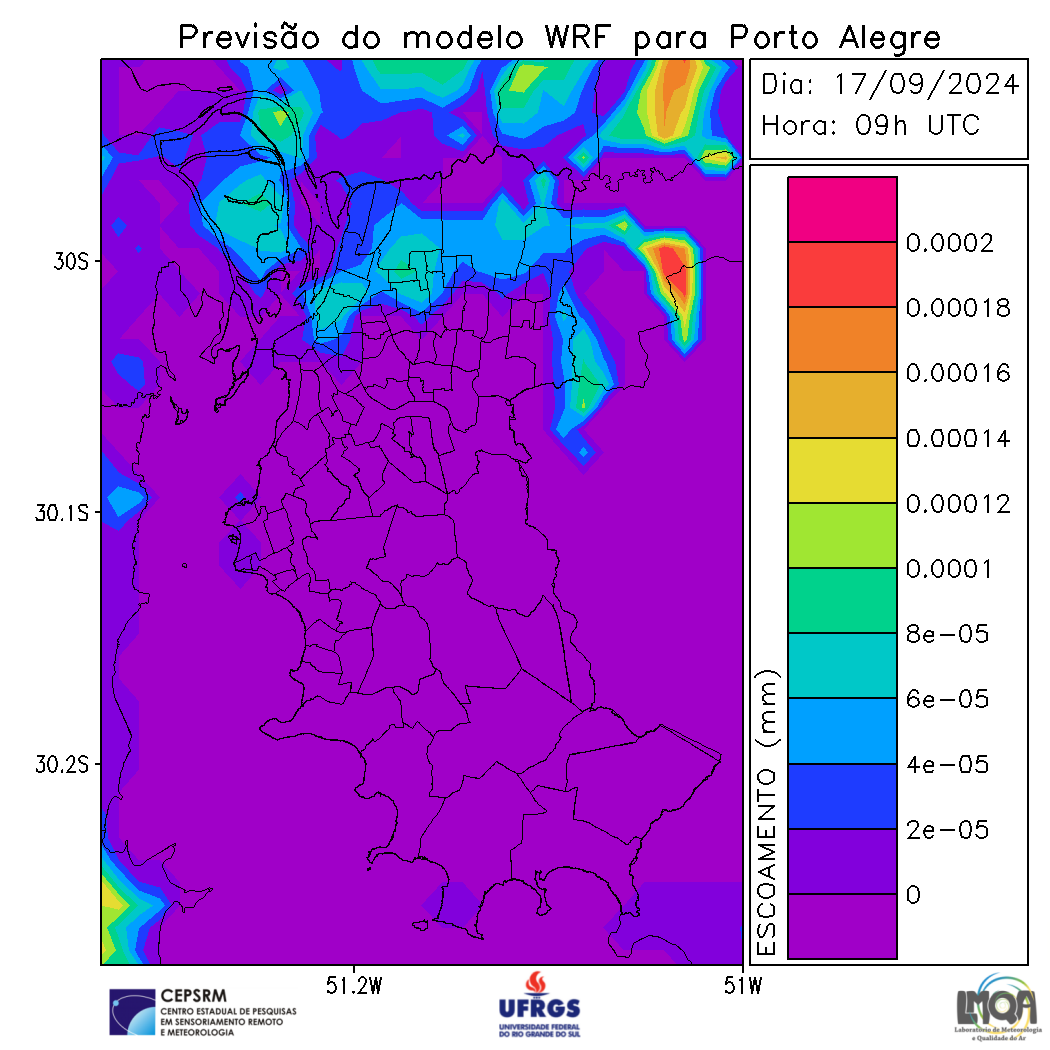 Previsão do modelo WRF para Porto Alegre
Dia: 17/09/2024
Hora: 09h UTC
30S
30.1S
30.2S
51.2W
51W
ESCOAMENTO (mm)
0.0002
0.00018
0.00016
0.00014
0.00012
0.0001
8e-05
6e-05
4e-05
2e-05
0
CEPSRM
CENTRO ESTADUAL DE PESQUISAS
EM SENSORIAMENTO REMOTO
E METEOROLOGIA
UFRGS
UNIVERSIDADE FEDERAL
DO RIO GRANDE DO SUL
LMQA
Laboratório de Meteorologia
e Qualidade do Ar